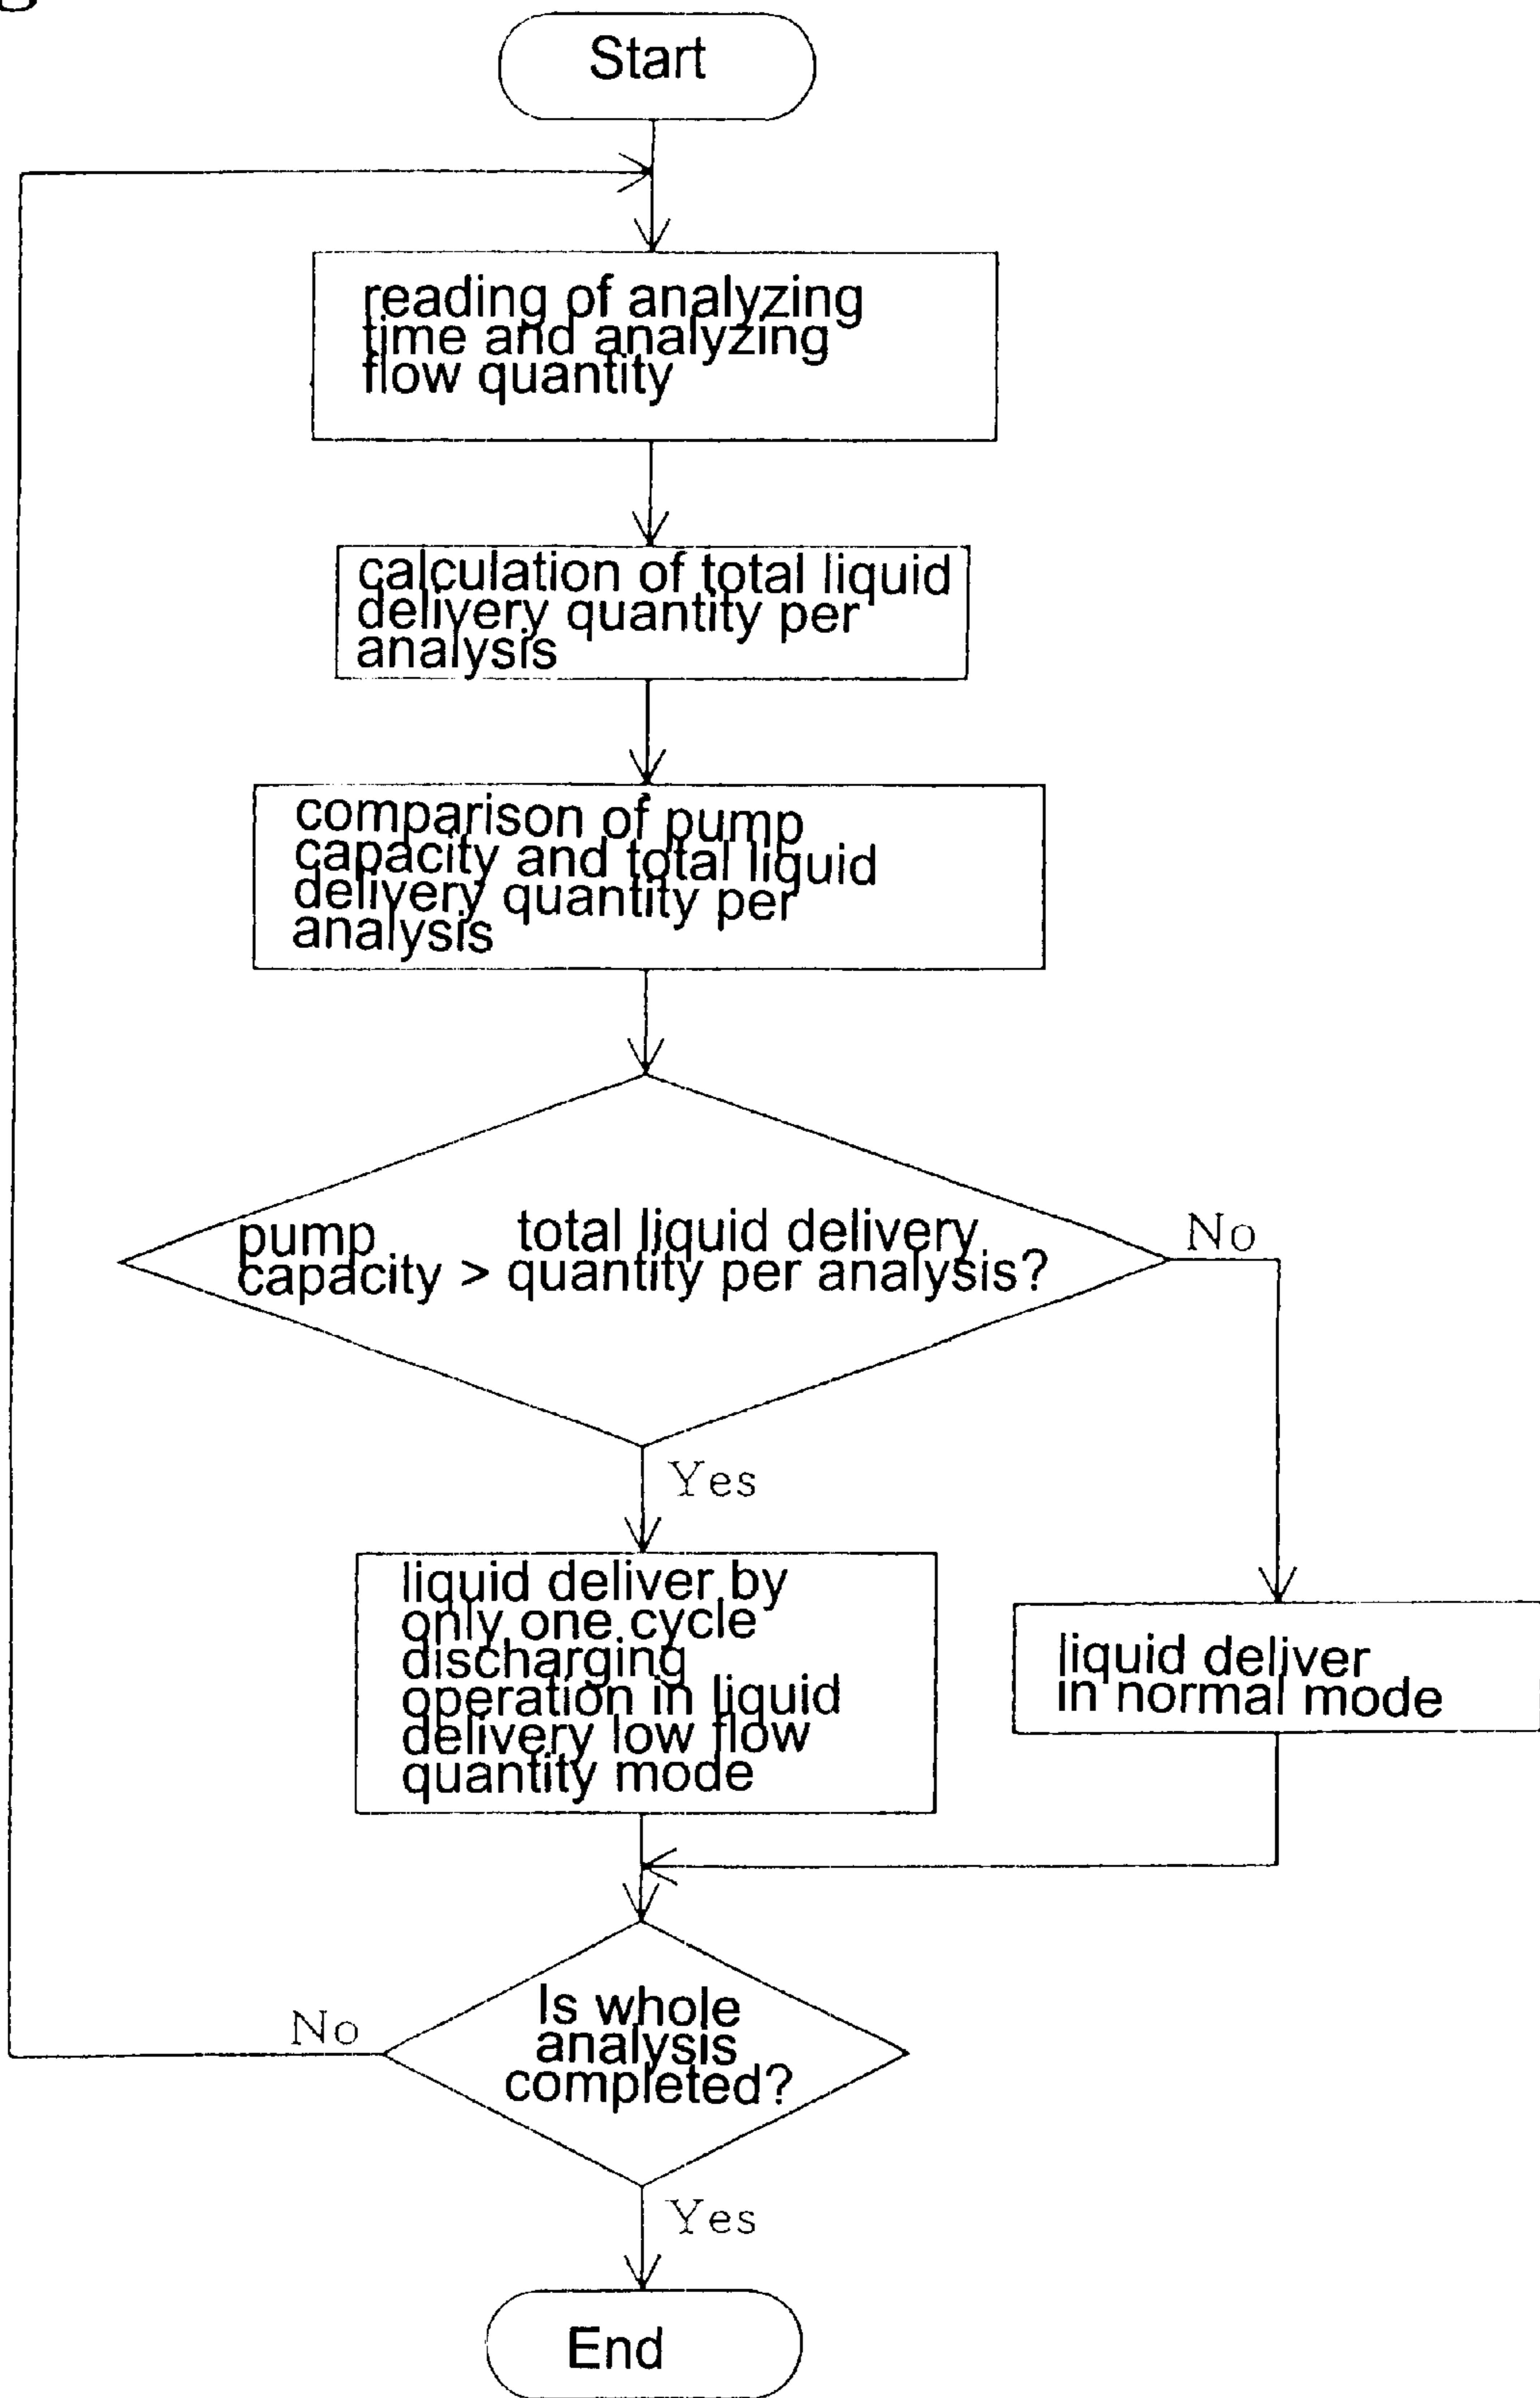 Start
reading of analyzing
time and analyzing
flow quantity
calculation of total liquid
delivery quantity per
analysis
comparison of pump
capacity and total liquid
delivery quantity per
analysis
pump total liquid delivery
capacity > quantity per analysis?
No
Yes
liquid deliver by
only one cycle
discharging
operation in liquid
delivery low flow
quantity mode
liquid deliver
in normal mode
Is whole
analysis
completed?
No
Yes
End